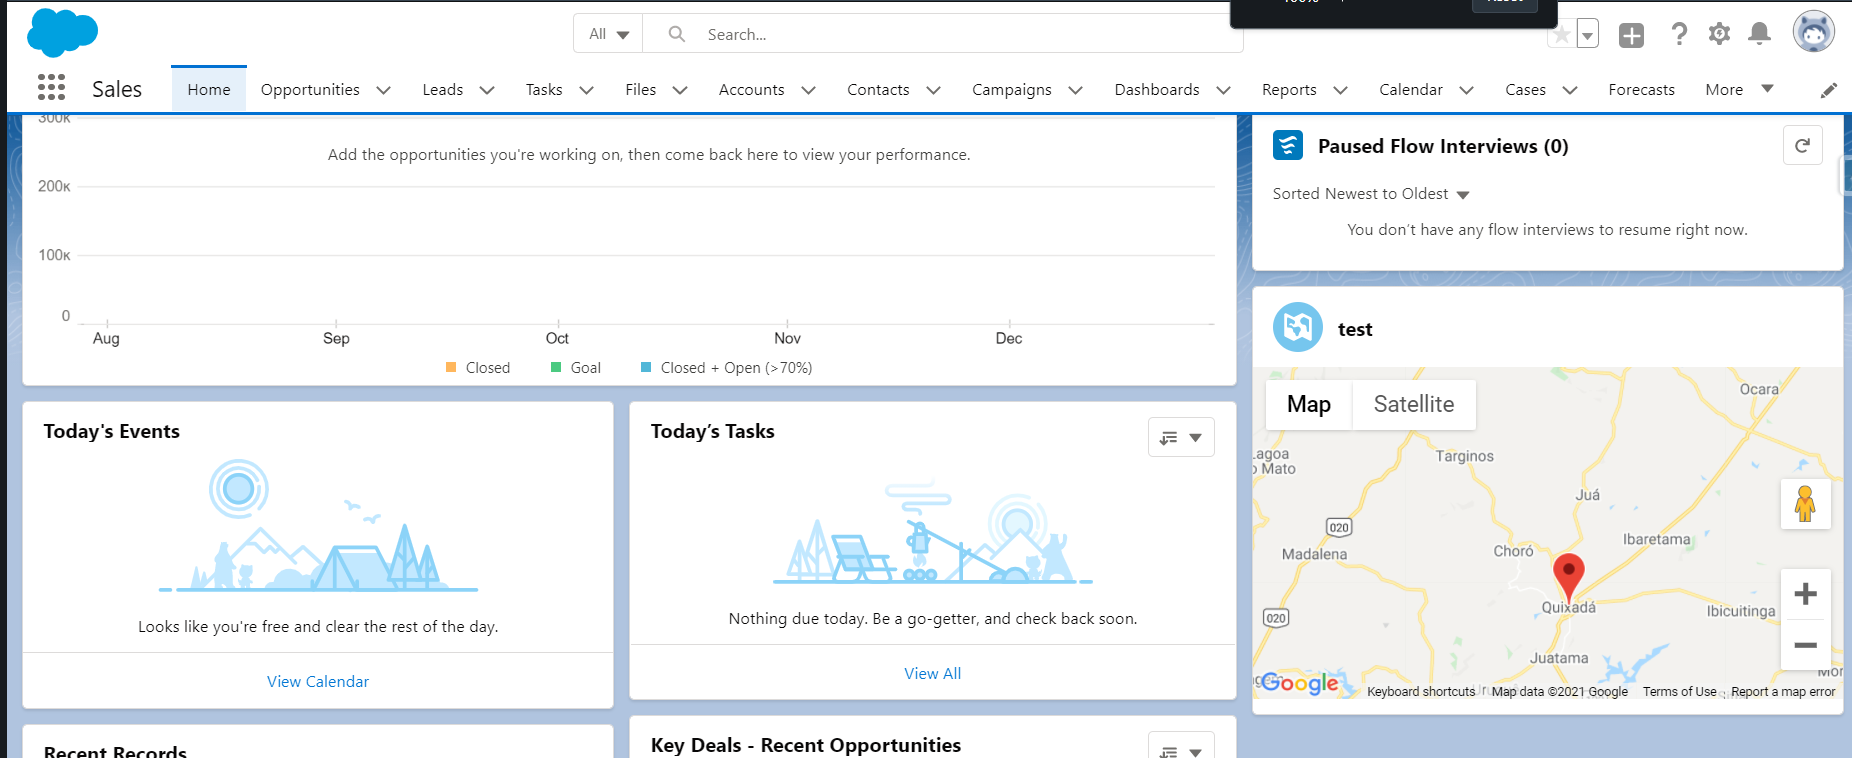 All
Search...
Sales
Home
Opportunities
Leads
Tasks
Files
Accounts
Contacts
Campaigns
Dashboards
Reports
Calendar
Cases
Forecasts
More
300K
Add the opportunities you're working on, then come back here to view your performance.
200K
100K
0
Aug
Sep
Oct
Nov
Dec
Closed
Goal
Closed + Open (>70%)
Paused Flow Interviews (0)
Sorted Newest to Oldest
You don't have any flow interviews to resume right now.
test
Map
Satellite
Ocara
Lagoa
Mato
Targinos
Juá
020
Madalena
Choró
Ibaretama
Quixadá
Ibicuitinga
020
Juatama
Google
Keyboard shortcuts
Map data ©2021 Google
Terms of Use
Report a map error
Today's Events
Looks like you're free and clear the rest of the day.
View Calendar
Today’s Tasks
Nothing due today. Be a go-getter, and check back soon.
View All
Recent Records
Key Deals - Recent Opportunities